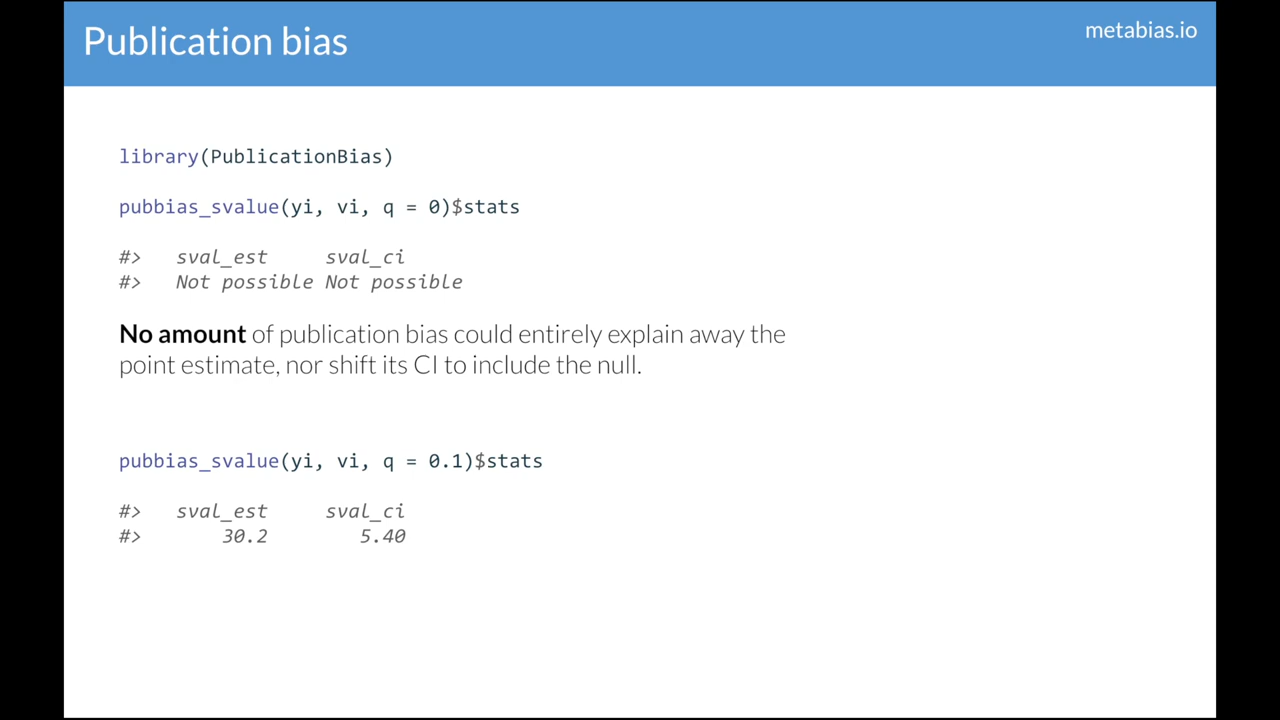 Publication bias
metabias.io
library(PublicationBias)
pubbias_svalue(yi, vi, q = 0)$stats
#> sval_est sval_ci
#> Not possible Not possible
No amount of publication bias could entirely explain away the
point estimate, nor shift its CI to include the null.
pubbias_svalue(yi, vi, q = 0.1)$stats
#> sval_est sval_ci
#> 30.2 5.40